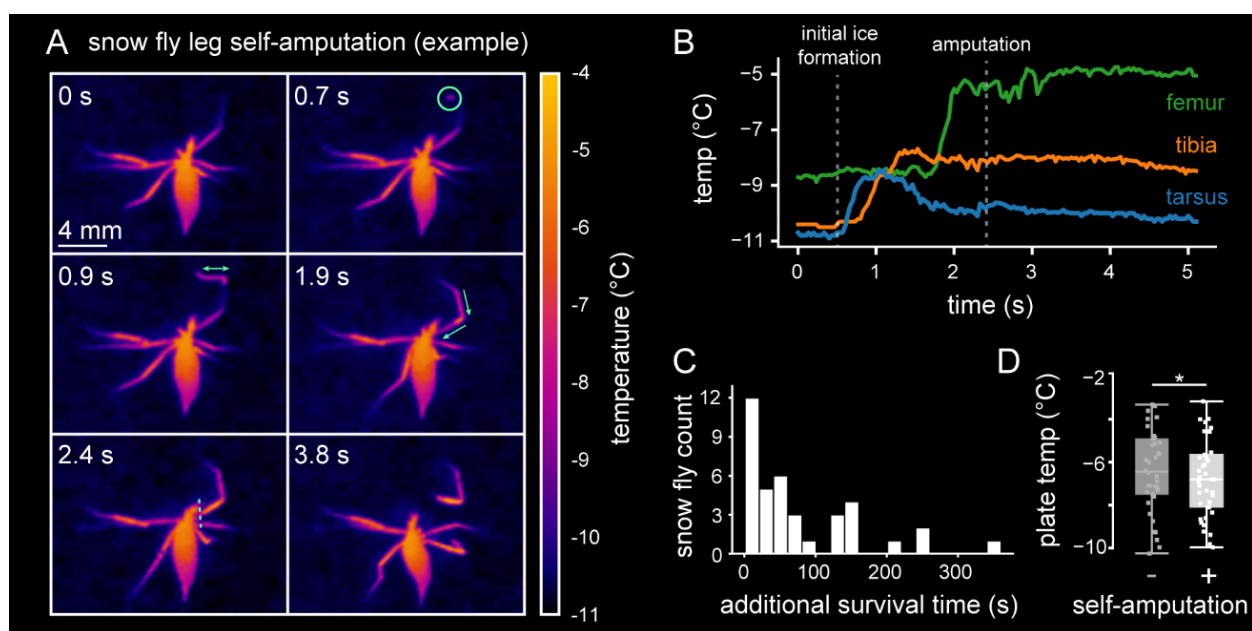 A snow fly leg self-amputation (example)
0 s
0.7 s
4 mm
0.9 s
1.9 s
2.4 s
3.8 s
-4
-5
-6
-7
-8
-9
-10
-11
temperature (°C)
B
initial ice
formation
amputation
−5
−7
−9
−11
temp (°C)
femur
tibia
tarsus
0 1 2 3 4 5
time (s)
C
12
9
6
3
0
snow fly count
0 100 200 300
additional survival time (s)
D
*
−2
−6
−10
plate temp (°C)
- +
self-amputation